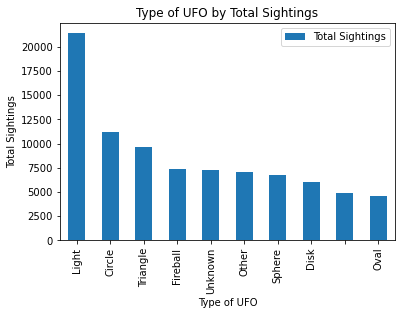 Type of UFO by Total Sightings
Total Sightings
Total Sightings
20000
17500
15000
12500
10000
7500
5000
2500
0
Light
Circle
Triangle
Fireball
Unknown
Other
Sphere
Disk
Oval
Type of UFO